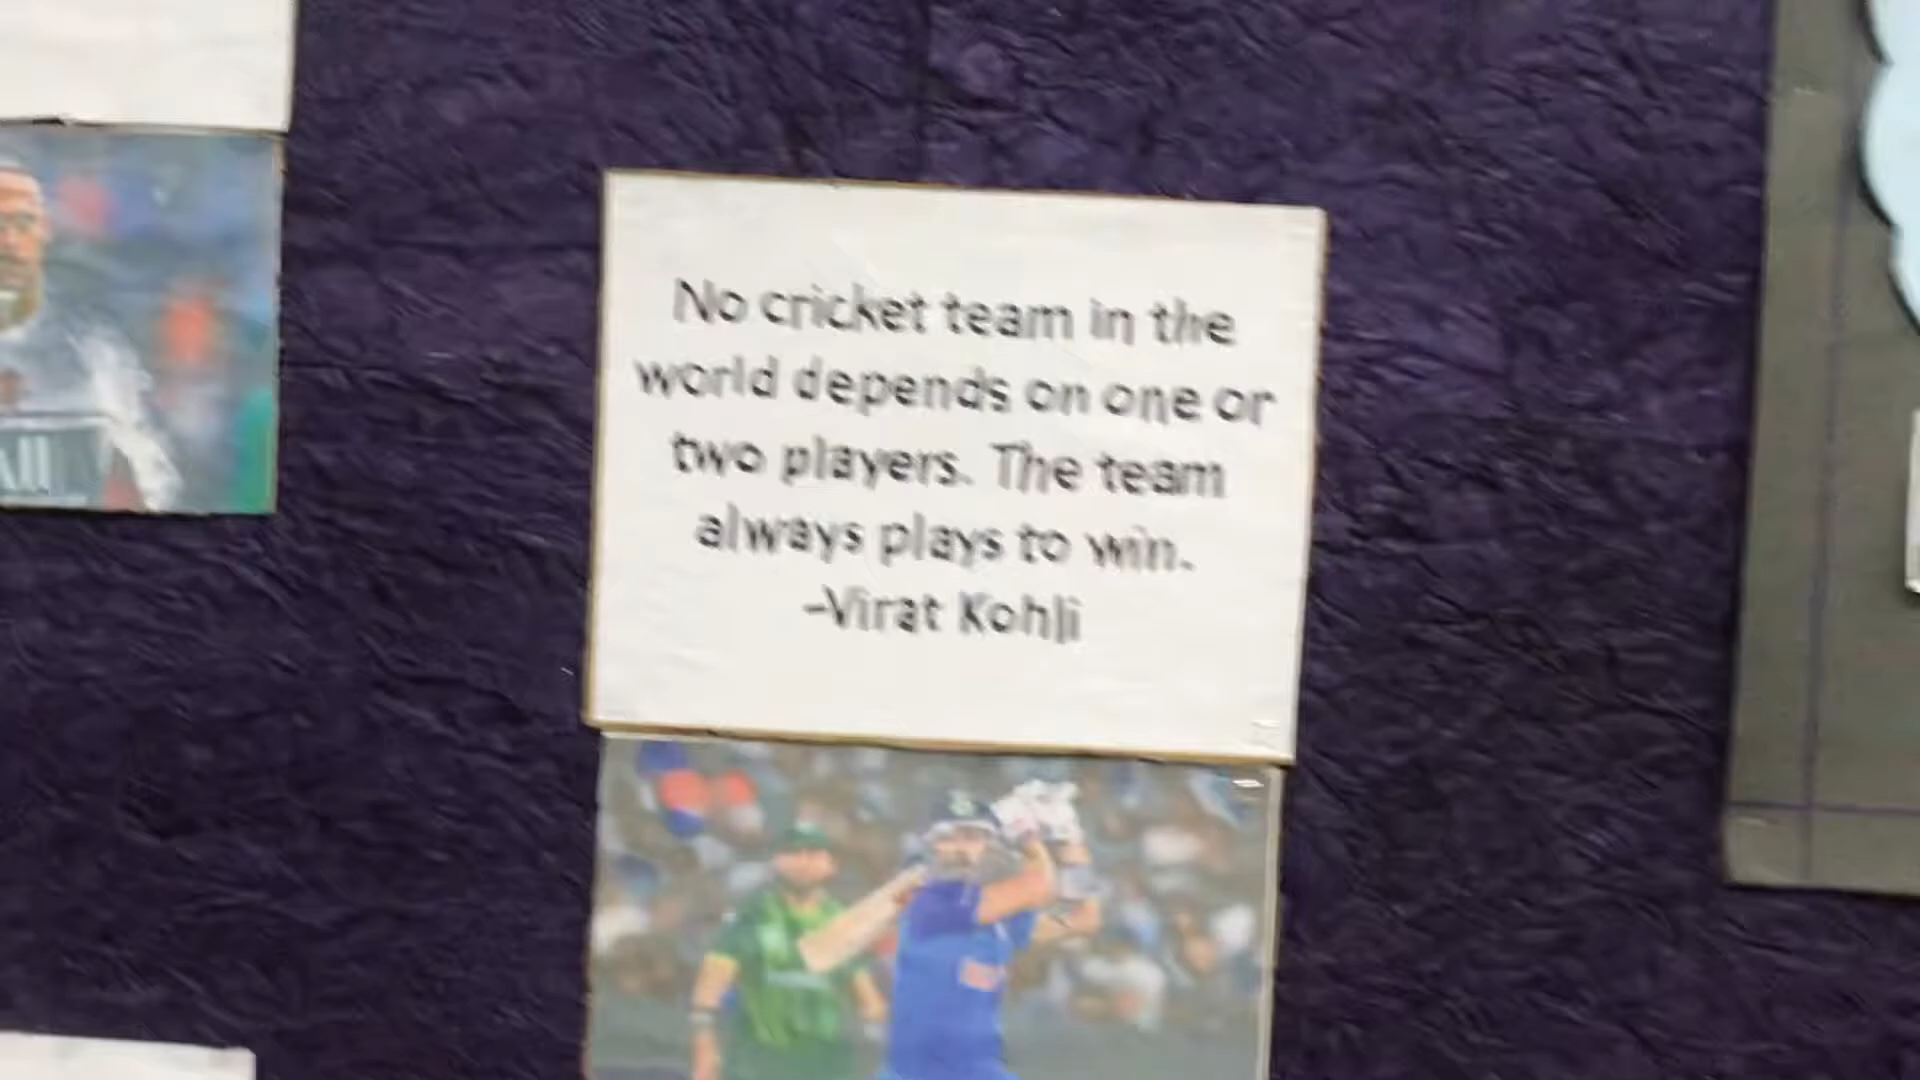 No cricket team in the
world depends on one or
two players. The team
always plays to win.
-Virat Kohli